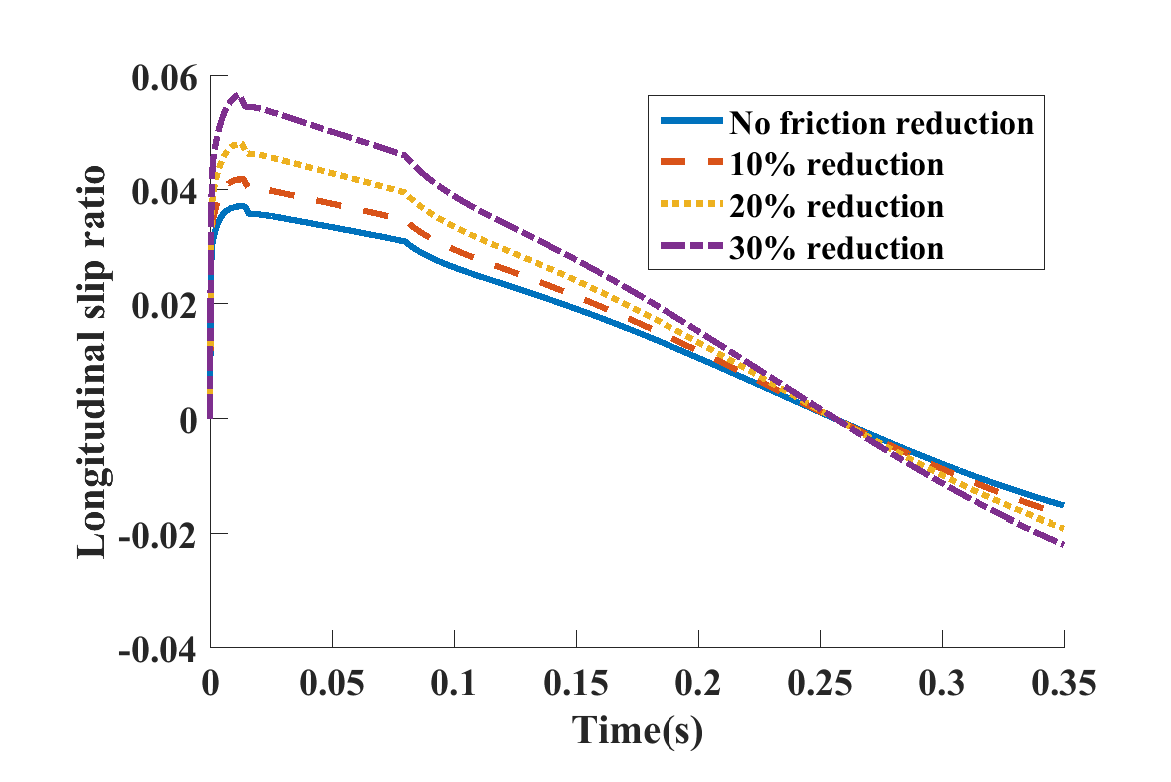 0.06
0.04
0.02
0
-0.02
-0.04
Longitudinal slip ratio
No friction reduction
10% reduction
20% reduction
30% reduction
0 0.05 0.1 0.15 0.2 0.25 0.3 0.35
Time(s)